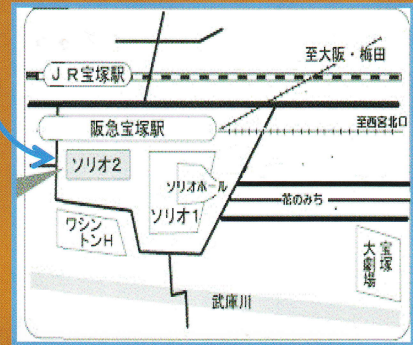 至大阪・梅田
JR宝塚駅
阪急宝塚駅
至西宮北口
ソリオ2
ソリオホール
ソリオ1
花のみち
ワシン
トンH
宝塚
大劇場
武庫川